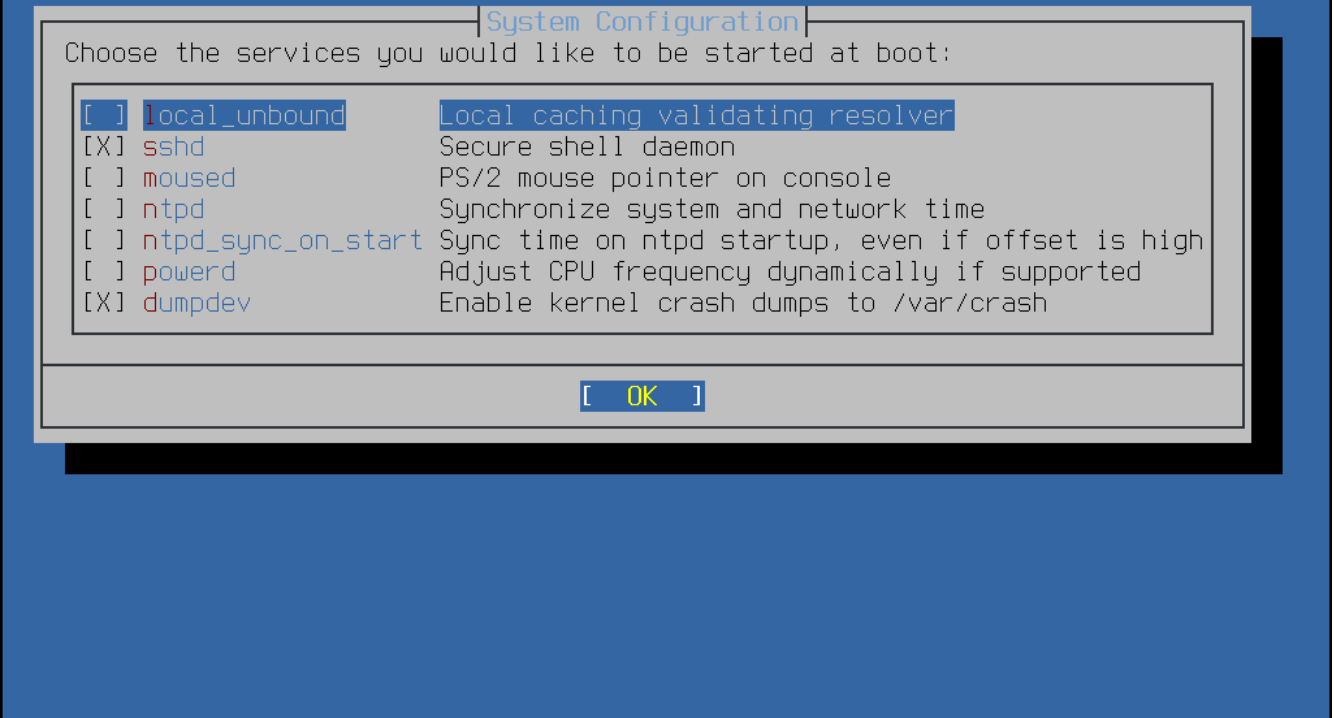 System Configuration
Choose the services you would like to be started at boot:
[ ] local_unbound Local caching validating resolver
[X] sshd Secure shell daemon
[ ] moused PS/2 mouse pointer on console
[ ] ntpd Synchronize system and network time
[ ] ntpd_sync_on_start Sync time on ntpd startup, even if offset is high
[ ] powerd Adjust CPU frequency dynamically if supported
[X] dumpdev Enable kernel crash dumps to /var/crash
[ OK ]